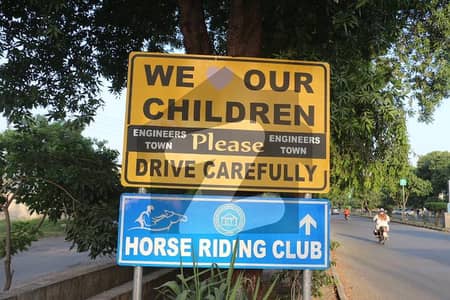 WE OUR
CHILDREN
ENGINEERS TOWN Please ENGINEERS TOWN
DRIVE CAREFULLY
HORSE RIDING CLUB